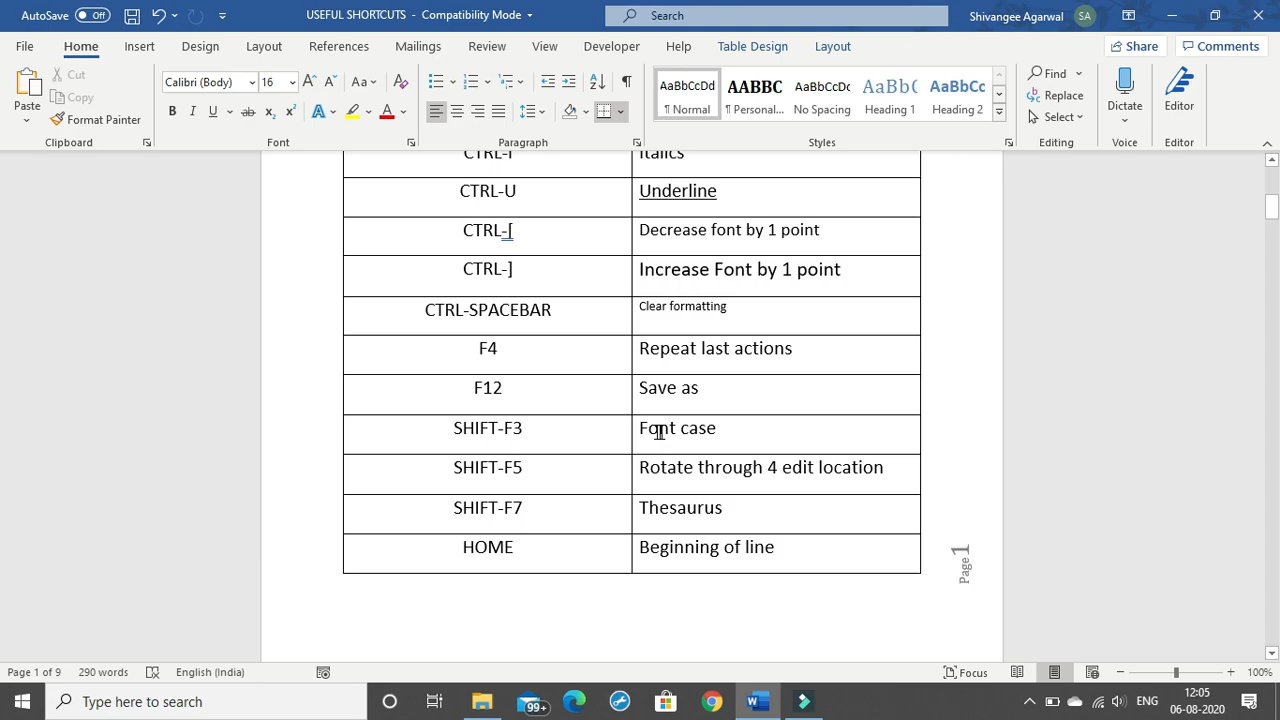 AutoSave Off
USEFUL SHORTCUTS - Compatibility Mode
Search
Shivangee Agarwal SA
File Home Insert Design Layout References Mailings Review View Developer Help Table Design Layout Share Comments
Paste
Cut
Copy
Format Painter
Clipboard
Calibri (Body) 16
Font
Paragraph
AaBbCcDd
¶ Normal
AABBC
¶ Personal...
AaBbCcDc
No Spacing
AaBbC
Heading 1
AaBbCc
Heading 2
Styles
Find
Replace
Select
Editing
Dictate
Voice
Editor
Editor
CTRL-I Italics
CTRL-U Underline
CTRL-[ Decrease font by 1 point
CTRL-] Increase Font by 1 point
CTRL-SPACEBAR Clear formatting
F4 Repeat last actions
F12 Save as
SHIFT-F3 Font case
SHIFT-F5 Rotate through 4 edit location
SHIFT-F7 Thesaurus
HOME Beginning of line
Page 1
Page 1 of 9 290 words English (India) Focus 100%
Type here to search
99+
ENG
12:05
06-08-2020